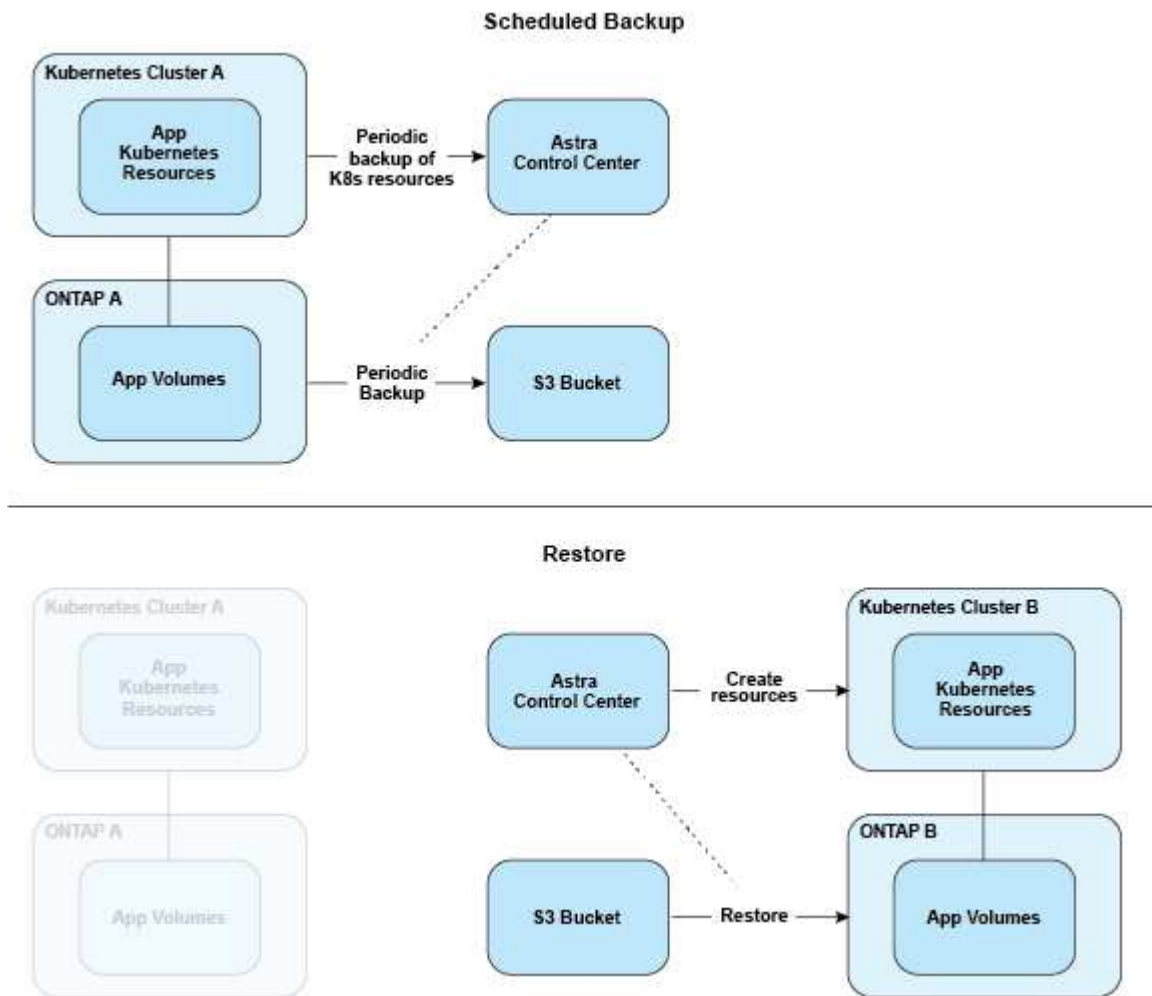 Scheduled Backup
Kubernetes Cluster A
App
Kubernetes
Resources
Periodic
backup of
K8s resources
Astra
Control Center
ONTAP A
App Volumes
Periodic
Backup
S3 Bucket
Restore
Kubernetes Cluster A
App
Kubernetes
Resources
Astra
Control Center
Create
resources
Kubernetes Cluster B
App
Kubernetes
Resources
ONTAP A
App Volumes
S3 Bucket
Restore
ONTAP B
App Volumes